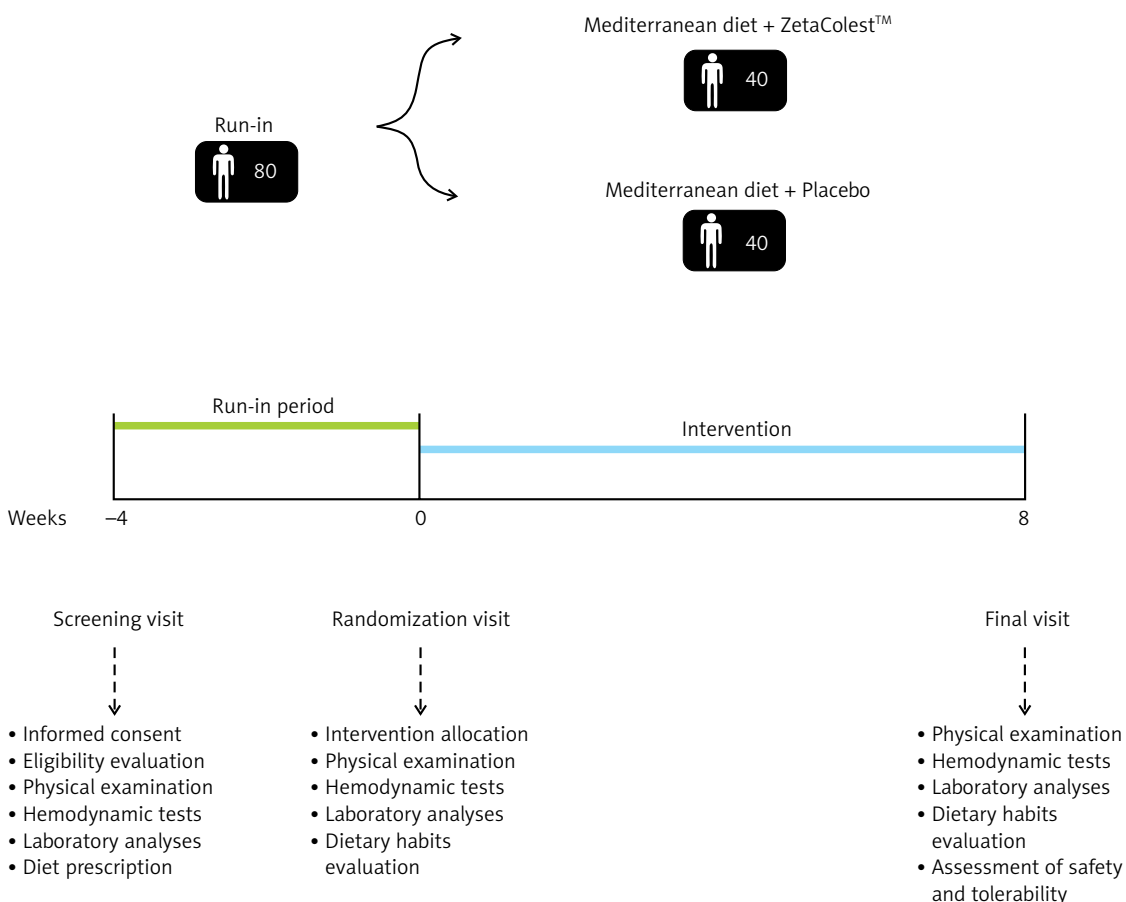 Mediterranean diet + ZetaColest™
40
Run-in
80
Mediterranean diet + Placebo
40
Run-in period
Intervention
Weeks –4 0 8
Screening visit
• Informed consent
• Eligibility evaluation
• Physical examination
• Hemodynamic tests
• Laboratory analyses
• Diet prescription
Randomization visit
• Intervention allocation
• Physical examination
• Hemodynamic tests
• Laboratory analyses
• Dietary habits
evaluation
Final visit
• Physical examination
• Hemodynamic tests
• Laboratory analyses
• Dietary habits
evaluation
• Assessment of safety
and tolerability